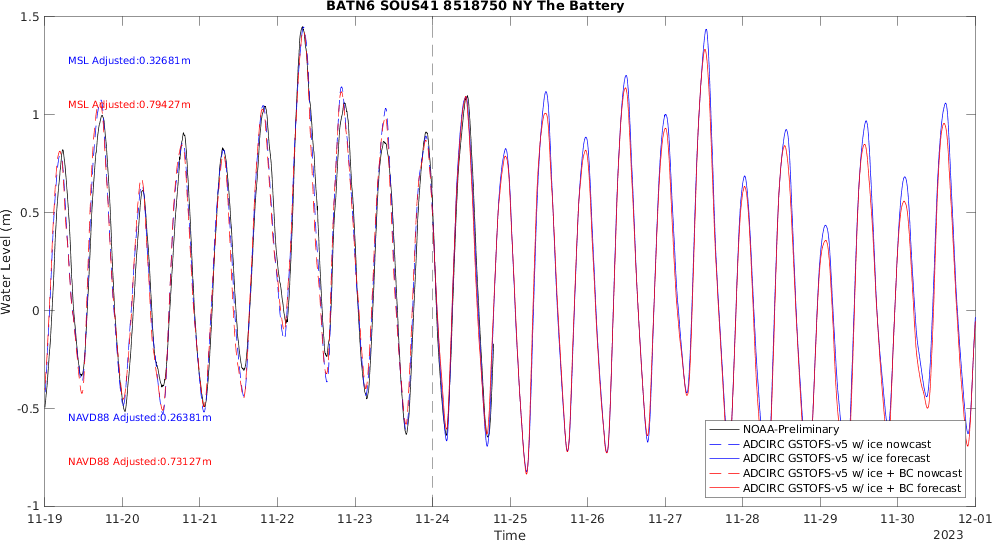 BATN6 SOUS41 8518750 NY The Battery
1.5
1
0.5
0
-0.5
-1
Water Level (m)
MSL Adjusted:0.32681m
MSL Adjusted:0.79427m
NAVD88 Adjusted:0.26381m
NAVD88 Adjusted:0.73127m
NOAA-Preliminary
ADCIRC GSTOFS-v5 w/ ice nowcast
ADCIRC GSTOFS-v5 w/ ice forecast
ADCIRC GSTOFS-v5 w/ ice + BC nowcast
ADCIRC GSTOFS-v5 w/ ice + BC forecast
11-19 11-20 11-21 11-22 11-23 11-24 11-25 11-26 11-27 11-28 11-29 11-30 12-01
Time
2023